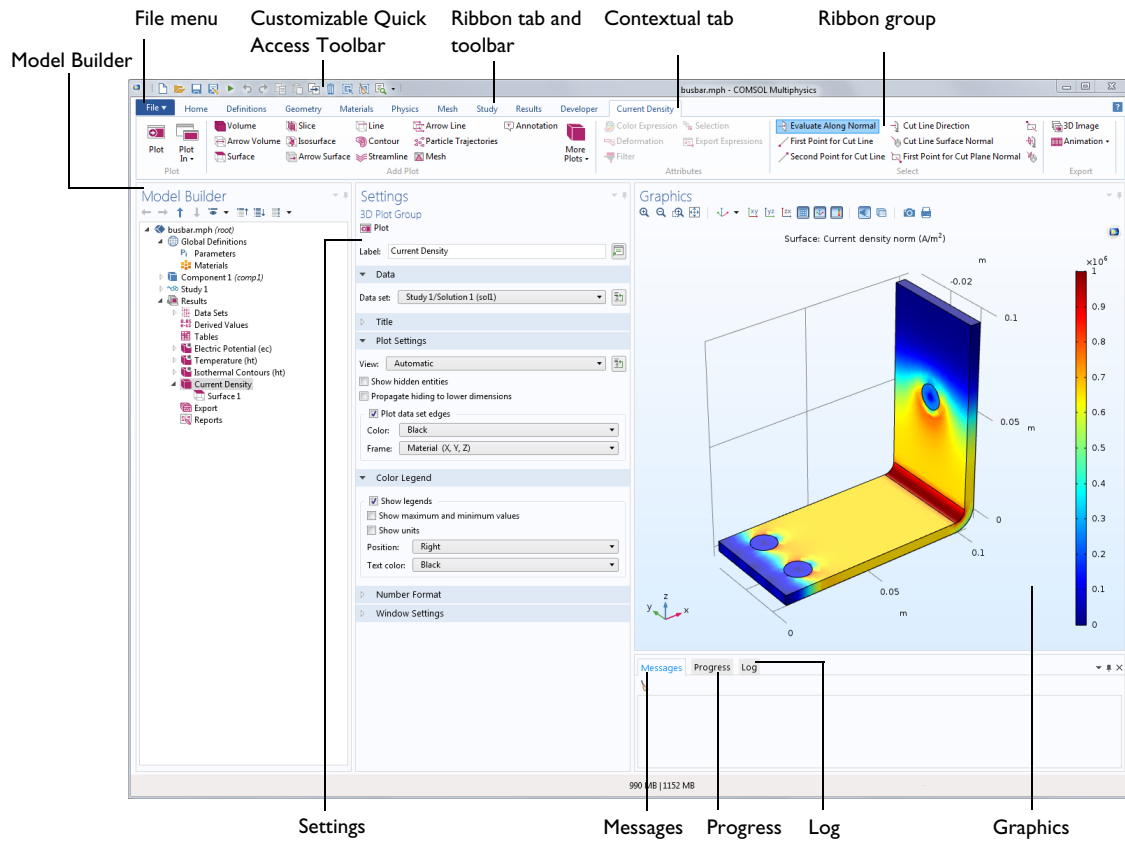 File menu
Customizable Quick
Access Toolbar
Ribbon tab and
toolbar
Contextual tab
Ribbon group
Model Builder
busbar.mph - COMSOL Multiphysics
File Home Definitions Geometry Materials Physics Mesh Study Results Developer Current Density
Plot
Plot
In
Plot
Volume
Arrow Volume
Surface
Slice
Isosurface
Arrow Surface
Line
Contour
Streamline
Arrow Line
Particle Trajectories
Mesh
Annotation
More
Plots
Add Plot
Color Expression
Deformation
Filter
Selection
Export Expressions
Attributes
Evaluate Along Normal
First Point for Cut Line
Second Point for Cut Line
Cut Line Direction
Cut Line Surface Normal
First Point for Cut Plane Normal
Select
3D Image
Animation
Export
Model Builder
busbar.mph (root)
Global Definitions
Pi Parameters
Materials
Component 1 (comp1)
Study 1
Results
Data Sets
Derived Values
Tables
Electric Potential (ec)
Temperature (ht)
Isothermal Contours (ht)
Current Density
Surface 1
Export
Reports
Settings
3D Plot Group
Plot
Label: Current Density
Data
Data set: Study 1/Solution 1 (sol1)
Title
Plot Settings
View: Automatic
Show hidden entities
Propagate hiding to lower dimensions
Plot data set edges
Color: Black
Frame: Material (X, Y, Z)
Color Legend
Show legends
Show maximum and minimum values
Show units
Position: Right
Text color: Black
Number Format
Window Settings
Graphics
xy yz zx
Surface: Current density norm (A/m²)
m
-0.02
0.1
0.05
m
0
0.1
0.05
m
0
z
y
x
×10⁶
1
0.9
0.8
0.7
0.6
0.5
0.4
0.3
0.2
0.1
0
Messages Progress Log
990 MB | 1152 MB
Settings
Messages
Progress
Log
Graphics